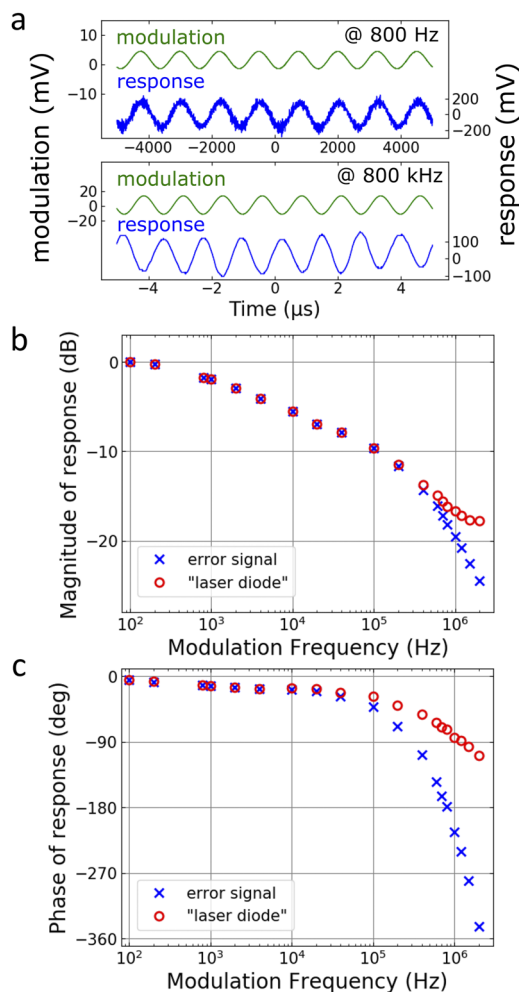 a
15
modulation
@ 800 Hz
0
response
−10
200
0
−200
−4000 −2000 0 2000 4000
modulation (mV)
response (mV)
20
modulation
@ 800 kHz
0
−20
response
100
0
−100
−4 −2 0 2 4
Time (μs)
b
0
−10
−20
Magnitude of response (dB)
error signal
"laser diode"
10² 10³ 10⁴ 10⁵ 10⁶
Modulation Frequency (Hz)
c
0
−90
−180
−270
−360
Phase of response (deg)
error signal
"laser diode"
10² 10³ 10⁴ 10⁵ 10⁶
Modulation Frequency (Hz)